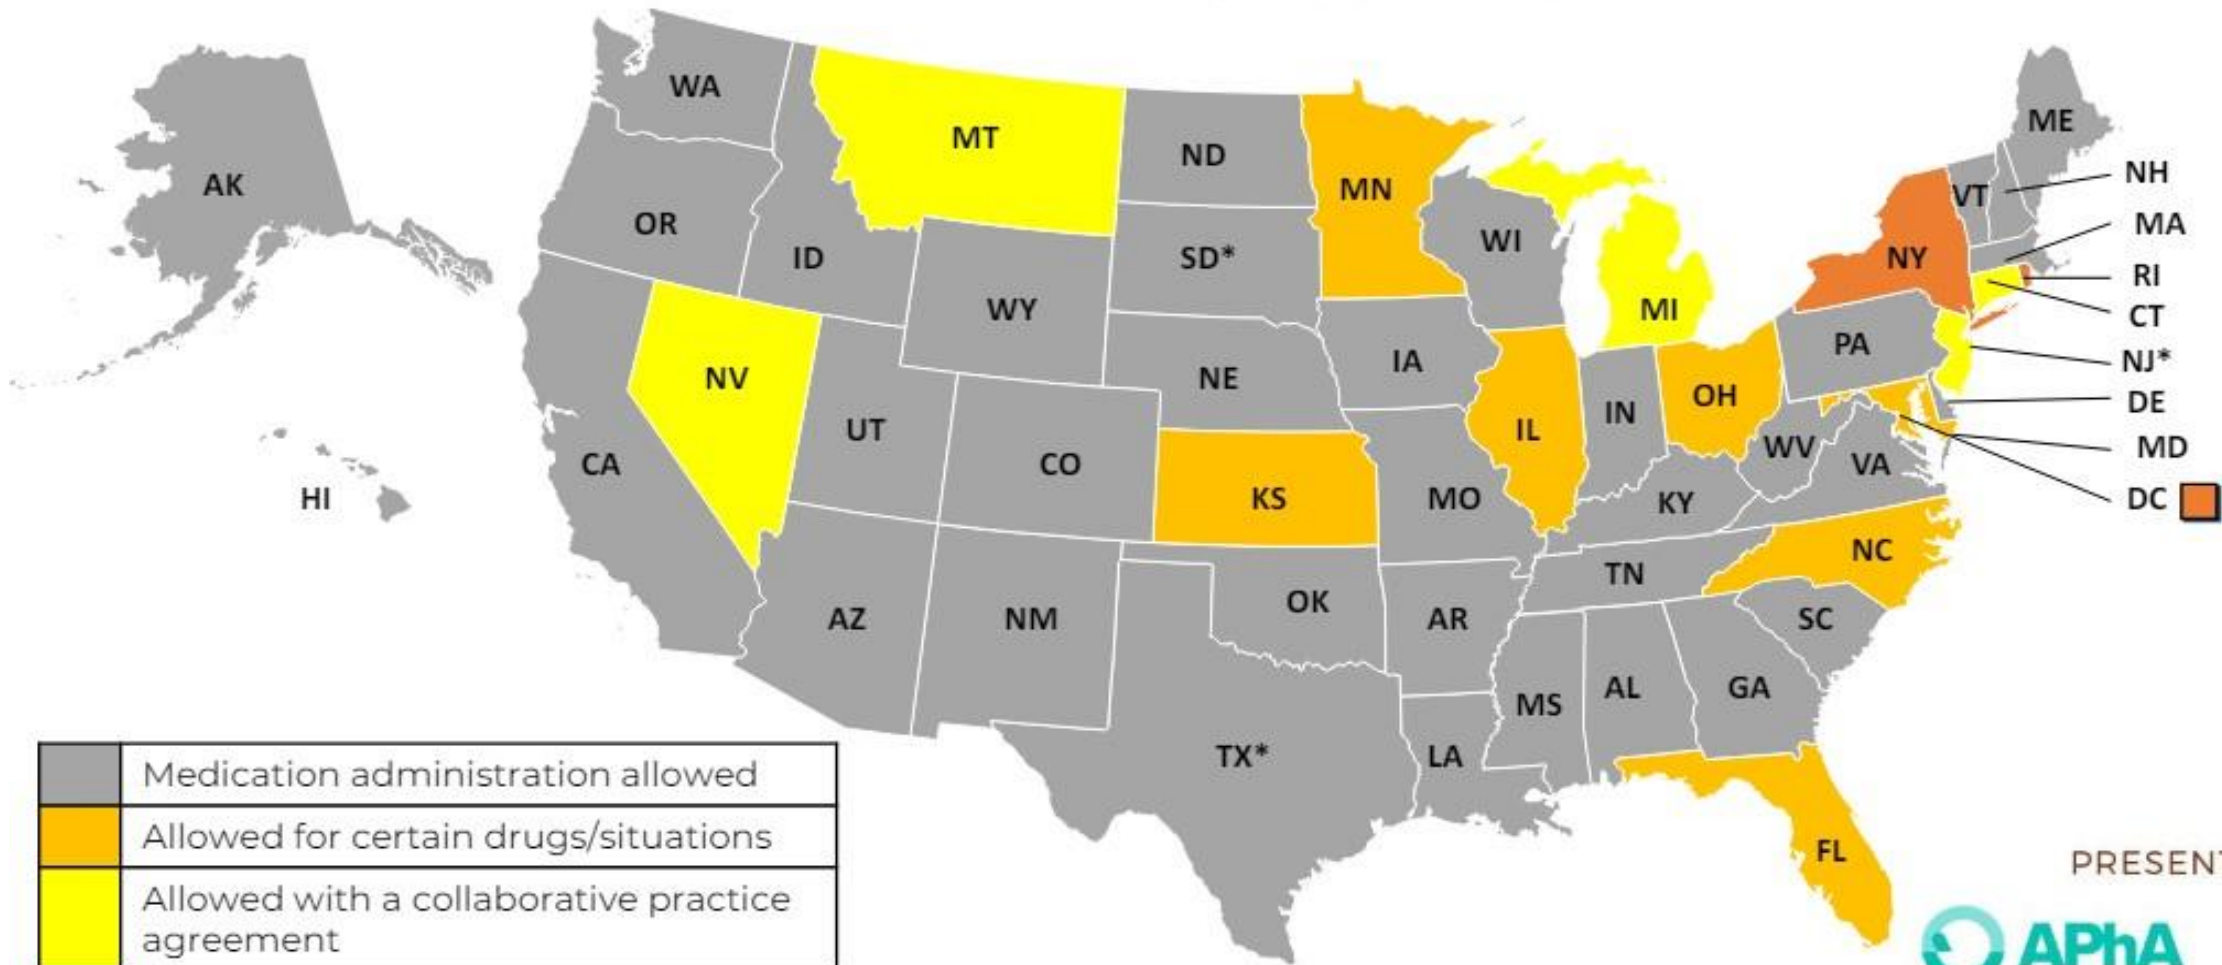 WA
MT
ND
MN
ME
AK
OR
ID
SD*
WI
VT
NH
MA
NY
RI
WY
MI
CT
NJ*
NV
NE
IA
PA
UT
OH
DE
CA
CO
IL
IN
WV
VA
MD
HI
KS
MO
KY
DC
NC
TN
AZ
NM
OK
AR
SC
MS
AL
GA
TX*
LA
FL
Medication administration allowed
Allowed for certain drugs/situations
Allowed with a collaborative practice
agreement
PRESENT
APhA